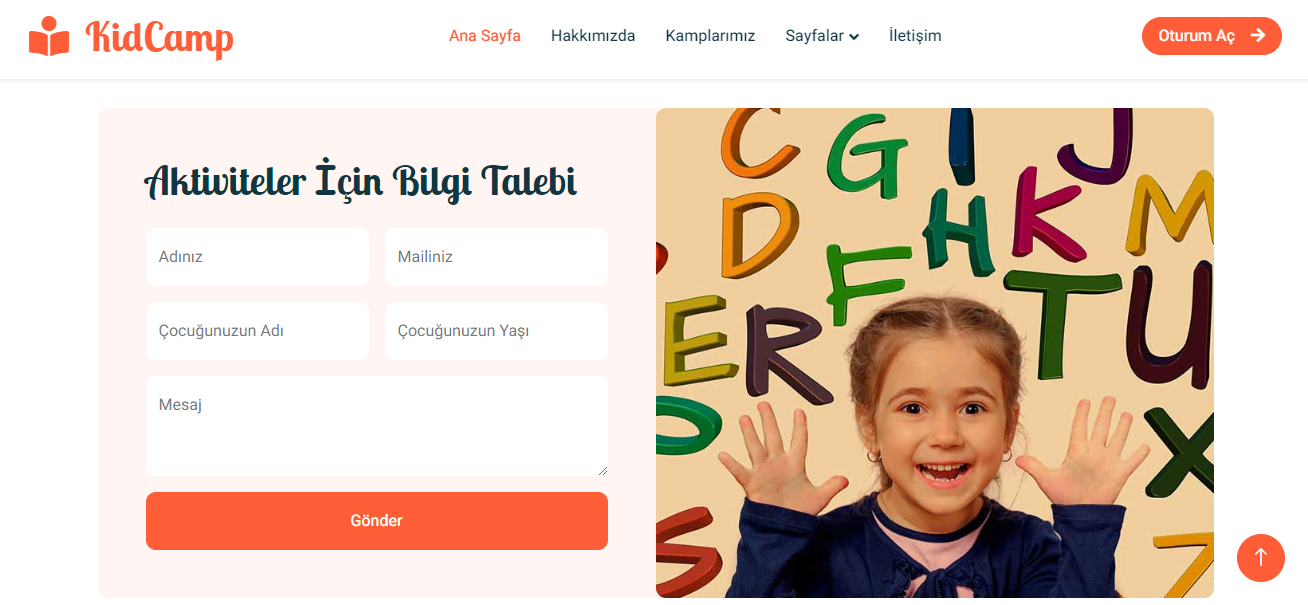 KidCamp
Ana Sayfa Hakkımızda Kamplarımız Sayfalar İletişim
Oturum Aç
Aktiviteler İçin Bilgi Talebi
Adınız Mailiniz
Çocuğunuzun Adı Çocuğunuzun Yaşı
Mesaj
Gönder
C G I J
D H K M
F T U
E R
X
S Z